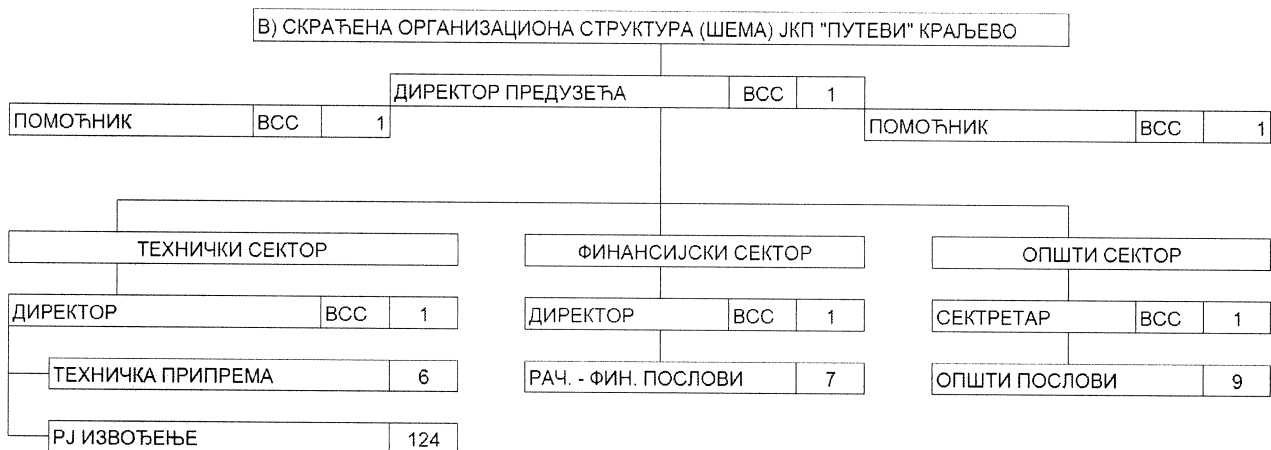 В) СКРАЋЕНА ОРГАНИЗАЦИОНА СТРУКТУРА (ШЕМА) ЈКП "ПУТЕВИ" КРАЉЕВО
ДИРЕКТОР ПРЕДУЗЕЋА ВСС 1
ПОМОЋНИК ВСС 1
ПОМОЋНИК ВСС 1
ТЕХНИЧКИ СЕКТОР
ФИНАНСИЈСКИ СЕКТОР
ОПШТИ СЕКТОР
ДИРЕКТОР ВСС 1
ДИРЕКТОР ВСС 1
СЕКТРЕТАР ВСС 1
ТЕХНИЧКА ПРИПРЕМА 6
РАЧ. - ФИН. ПОСЛОВИ 7
ОПШТИ ПОСЛОВИ 9
РЈ ИЗВОЂЕЊЕ 124